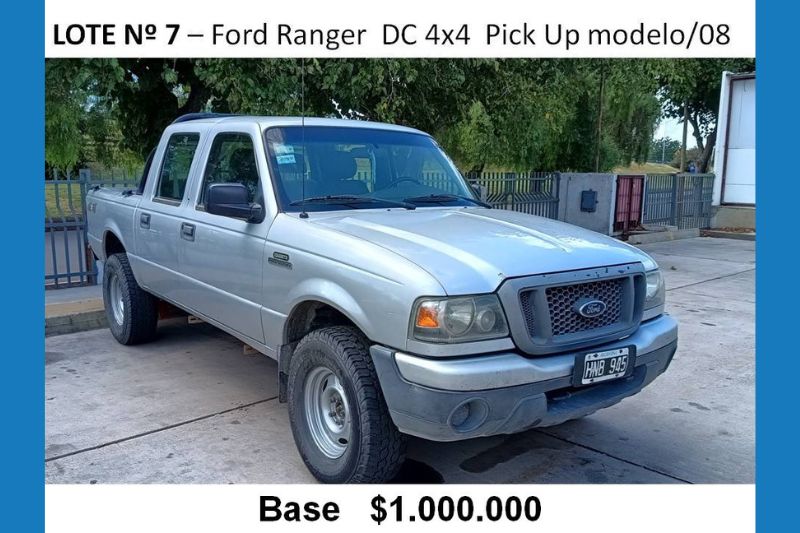 LOTE Nº 7 – Ford Ranger DC 4x4 Pick Up modelo/08
Ford
HNB 945
Base $1.000.000